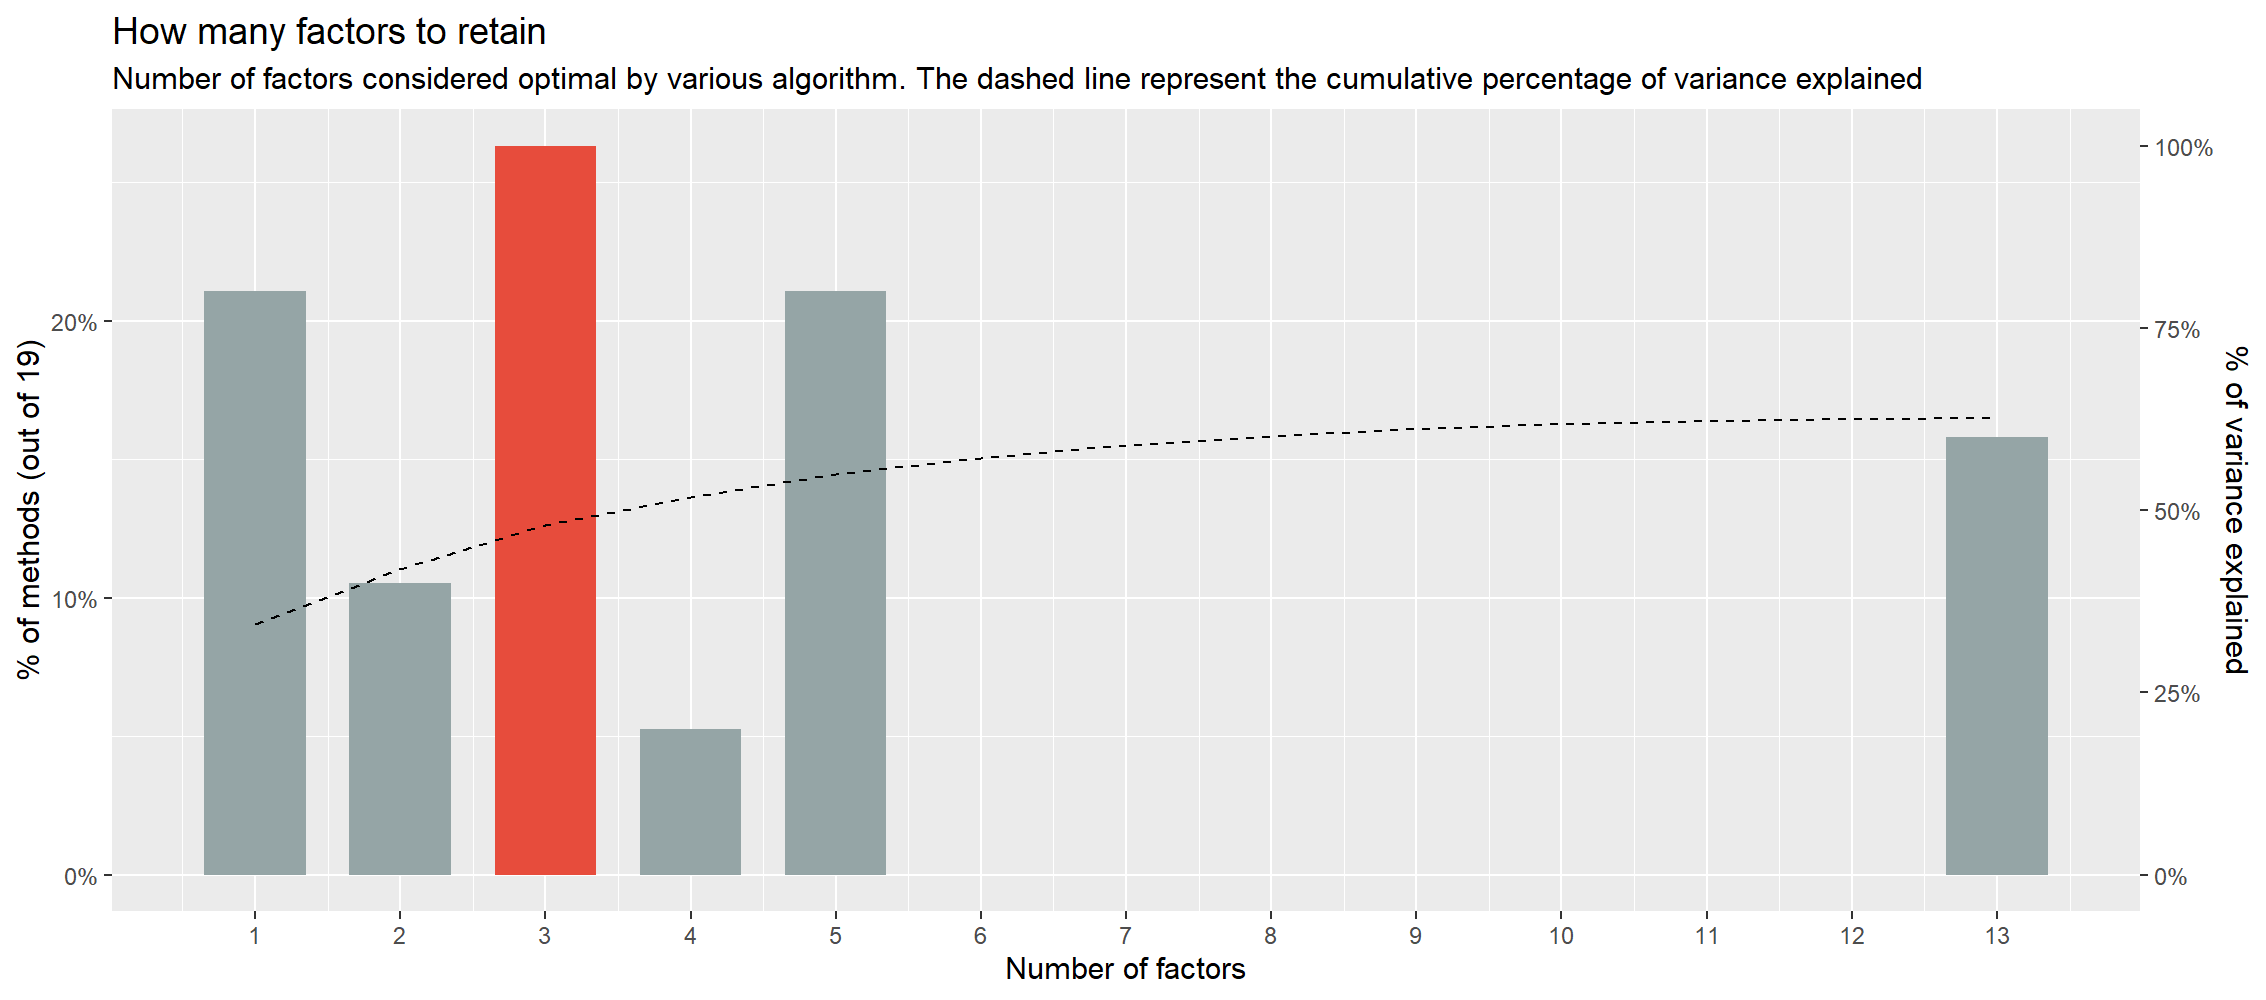 How many factors to retain
Number of factors considered optimal by various algorithm. The dashed line represent the cumulative percentage of variance explained
% of methods (out of 19)
20%
10%
0%
100%
75%
50%
25%
0%
% of variance explained
1 2 3 4 5 6 7 8 9 10 11 12 13
Number of factors